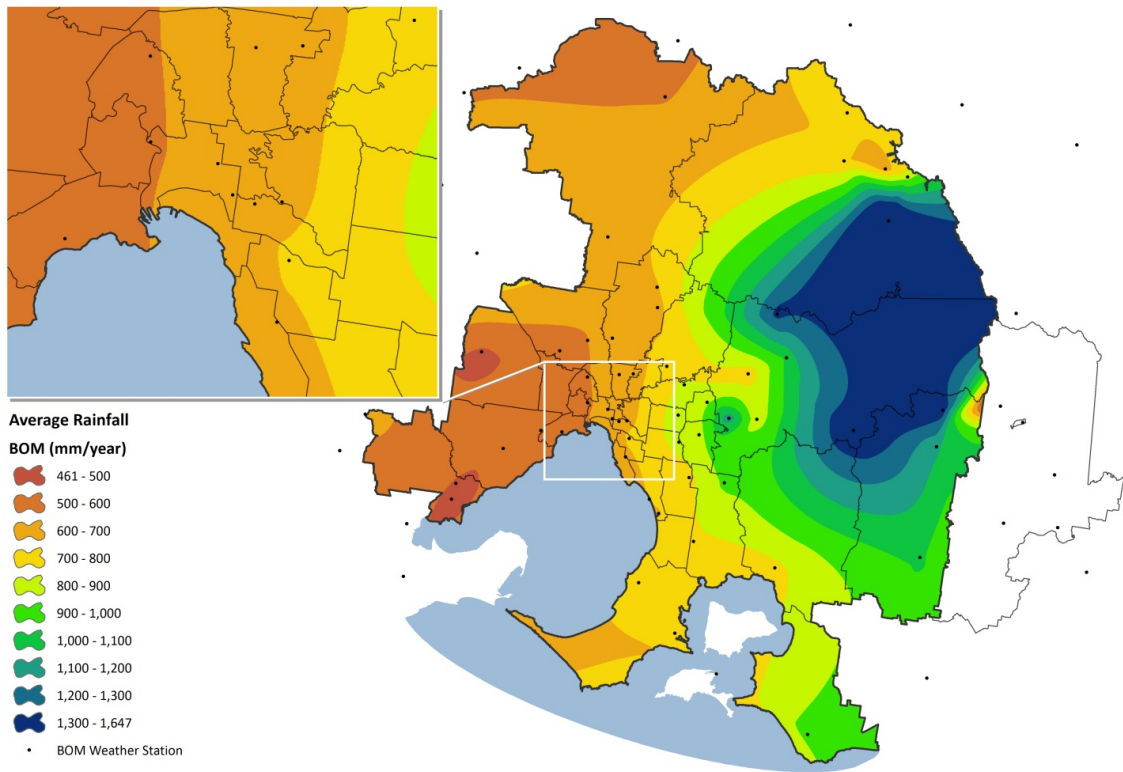 Average Rainfall
BOM (mm/year)
461 - 500
500 - 600
600 - 700
700 - 800
800 - 900
900 - 1,000
1,000 - 1,100
1,100 - 1,200
1,200 - 1,300
1,300 - 1,647
BOM Weather Station